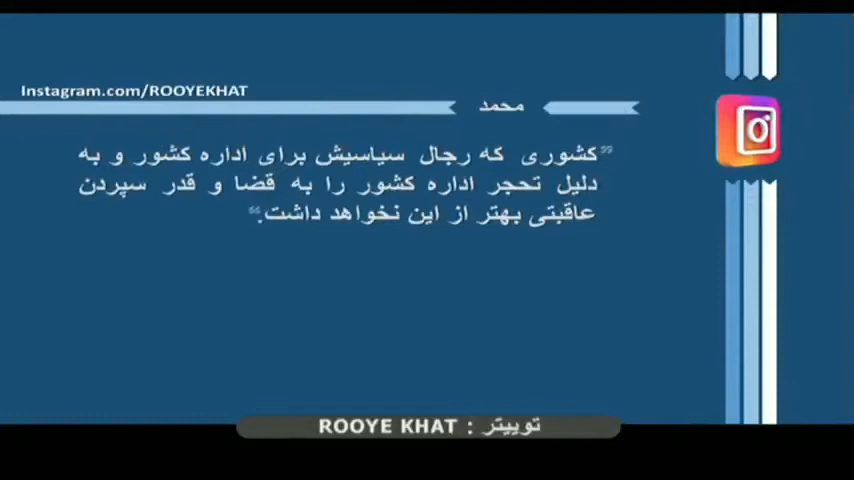 Instagram.com/ROOYEKHAT
محمد
"کشوری که رجال سیاسیش برای اداره کشور و به
دلیل تحجر اداره کشور را به قضا و قدر سپردن
عاقبتی بهتر از این نخواهد داشت."
توییتر : ROOYE KHAT